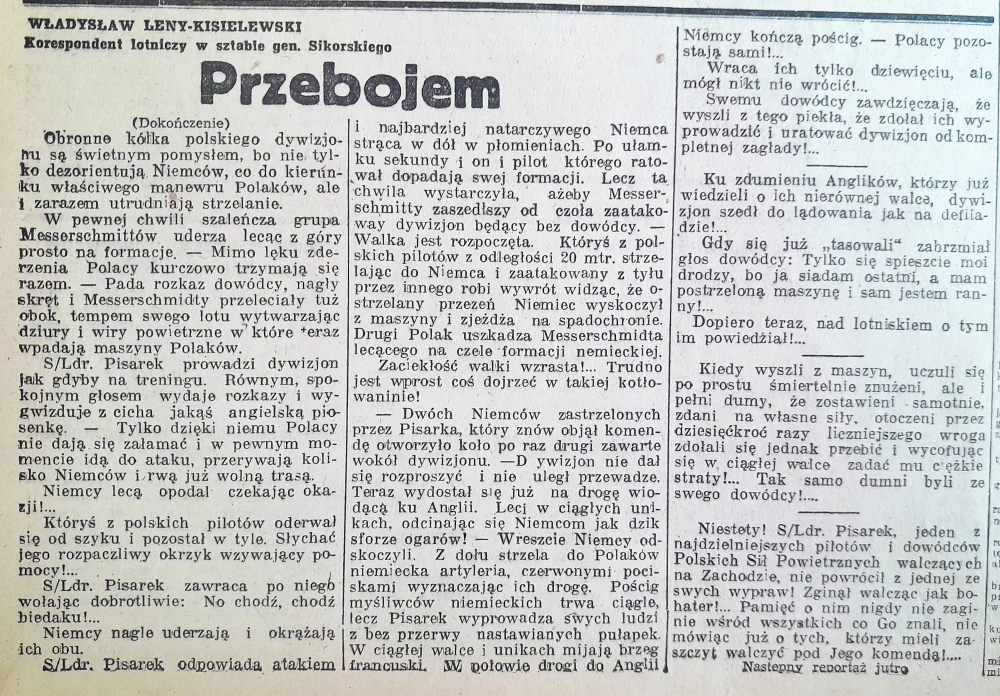 WŁADYSŁAW LENY-KISIELEWSKI
Korespondent lotniczy w sztabie gen. Sikorskiego
Przebojem
(Dokończenie)
Obronne kółka polskiego dywizjo-
nu są świetnym pomysłem, bo nie tyl-
ko dezorientują Niemców, co do kierun-
ku właściwego manewru Polaków, ale
i zarazem utrudniają strzelanie.
W pewnej chwili szaleńcza grupa
Messerschmittów uderza lecąc z góry
prosto na formacje. — Mimo lęku zde-
rzenia Polacy kurczowo trzymają się
razem. — Pada rozkaz dowódcy, nagły
skręt i Messerschmidty przeleciały tuż
obok, tempem swego lotu wytwarzając
dziury i wiry powietrzne w które teraz
wpadają maszyny Polaków.
S/Ldr. Pisarek prowadzi dywizjon
jak gdyby na treningu. Równym, spo-
kojnym głosem wydaje rozkazy i wy-
gwizduje z cicha jakąś angielską pio-
senkę. — Tylko dzięki niemu Polacy
nie dają się załamać i w pewnym mo-
mencie idą do ataku, przerywają koli-
sko Niemców i rwą już wolną trasą.
Niemcy lecą opodal czekając oka-
zji!...
Któryś z polskich pilotów oderwał
się od szyku i pozostał w tyle. Słychać
jego rozpaczliwy okrzyk wzywający po-
mocy!...
S/Ldr. Pisarek zawraca po niego
wołając dobrotliwie: No chodź, chodź
biedaku!...
Niemcy nagle uderzają i okrążają
ich obu.
S/Ldr. Pisarek odpowiada atakiem
i najbardziej natarczywego Niemca
strąca w dół w płomieniach. Po ułam-
ku sekundy i on i pilot którego rato-
wał dopadają swej formacji. Lecz ta
chwila wystarczyła, ażeby Messer-
schmitty zaszedłszy od czoła zaatako-
way dywizjon będący bez dowódcy. —
Walka jest rozpoczęta. Któryś z pol-
skich pilotów z odległości 20 mtr. strze-
lając do Niemca i zaatakowany z tyłu
przez innego robi wywrót widząc, że o-
strzelany przezeń Niemiec wyskoczył
z maszyny i zjeżdża na spadochronie.
Drugi Polak uszkadza Messerschmidta
lecącego na czele formacji nemieckiej.
Zaciekłość walki wzrasta!... Trudno
jest wprost coś dojrzeć w takiej kotło-
waninie!
— Dwóch Niemców zastrzelonych
przez Pisarka, który znów objął komen-
dę otworzyło koło po raz drugi zawarte
wokół dywizjonu. —D ywizjon nie dał
się rozproszyć i nie uległ przewadze.
Teraz wydostał się już na drogę wio-
dącą ku Anglii. Leci w ciągłych uni-
kach, odcinając się Niemcom jak dzik
sforze ogarów! — Wreszcie Niemcy od-
skoczyli. Z dołu strzela do Polaków
niemiecka artyleria, czerwonymi poci-
skami wyznaczając ich drogę. Pościg
myśliwców niemieckich trwa ciągle,
lecz Pisarek wyprowadza swych ludzi
z bez przerwy nastawianych pułapek.
W ciągłej walce i unikach mijają brzeg
francuski. W połowie drogi do Anglii
Niemcy kończą pościg. — Polacy pozo-
stają sami!...
Wraca ich tylko dziewięciu, ale
mógł nikt nie wrócić!...
Swemu dowódcy zawdzięczają, że
wyszli z tego piekła, że zdołał ich wy-
prowadzić i uratować dywizjon od kom-
pletnej zagłady!...
Ku zdumieniu Anglików, którzy już
wiedzieli o ich nierównej walce, dywi-
zjon szedł do lądowania jak na defiia-
dzie!...
Gdy się już „tasowali“ zabrzmiał
głos dowódcy: Tylko się spieszcie moi
drodzy, bo ja siadam ostatni, a mam
postrzeloną maszynę i sam jestem ran-
ny!...
Dopiero teraz, nad lotniskiem o tym
im powiedział!...
Kiedy wyszli z maszyn, uczuli się
po prostu śmiertelnie znużeni, ale i
pełni dumy, że zostawieni samotnie,
zdani na własne siły, otoczeni przez
dziesięćkroć razy liczniejszego wroga
zdołali się jednak przebić i wycofując
się w ciągłej walce zadać mu ciężkie
straty!... Tak samo dumni byli ze
swego dowódcy!....
Niestety! S/Ldr. Pisarek, jeden z
najdzielniejszych pilotów i dowódców
Polskich Sił Powietrznych walczących
na Zachodzie, nie powrócił z jednej ze
swych wypraw! Zginął walcząc jak bo-
hater!... Pamięć o nim nigdy nie zagi-
nie wśród wszystkich co Go znali, nie
mówiąc już o tych, którzy mieli za-
szczyt walczyć pod Jego komendą!....
Następny reportaż jutro